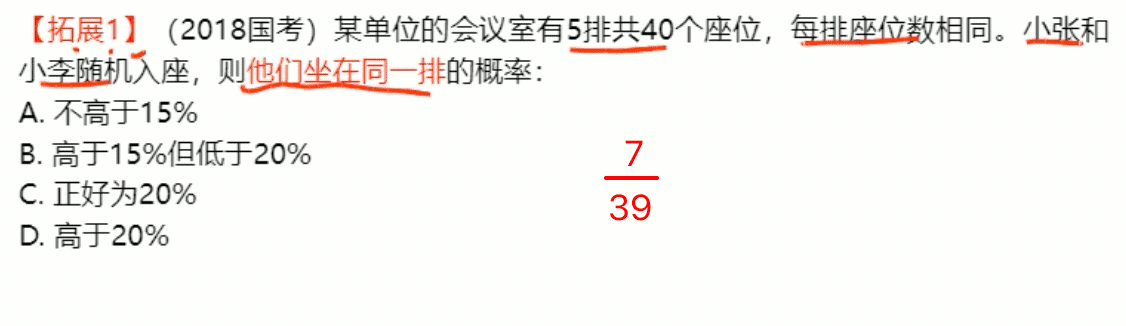 【拓展1】（2018国考）某单位的会议室有5排共40个座位，每排座位数相同。小张和
小李随机入座，则他们坐在同一排的概率：
A. 不高于15%
B. 高于15%但低于20%
C. 正好为20%
D. 高于20%
7
39